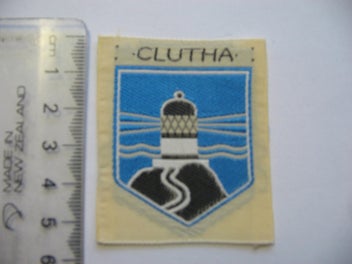 CLUTHA
cm 1 2 3 4 5 6
MADE IN
NEW ZEALAND